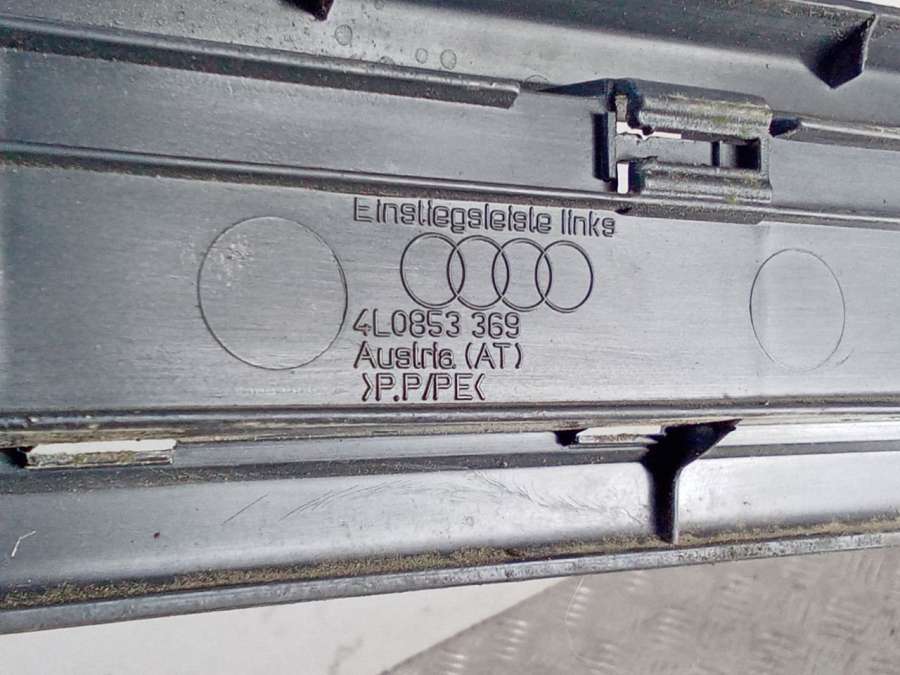 Einstiegsleiste links
4L0853 369
Austria (AT)
>P.P/PE<